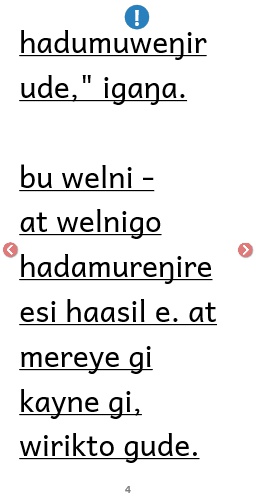 hadumuweŋir
ude," igaŋa.
bu welni –
at welnigo
hadamureŋire
esi haasil e. at
mereye gi
kayne gi,
wirikto gude.
4